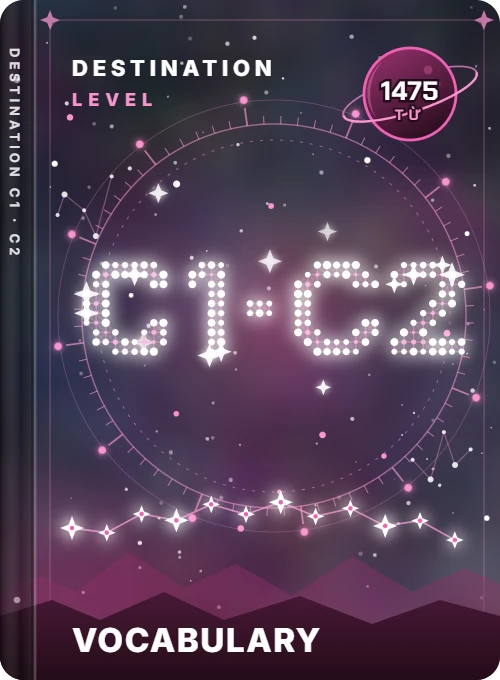 DESTINATION C1 · C2
DESTINATION
LEVEL
1475
TỪ
C1·C2
VOCABULARY